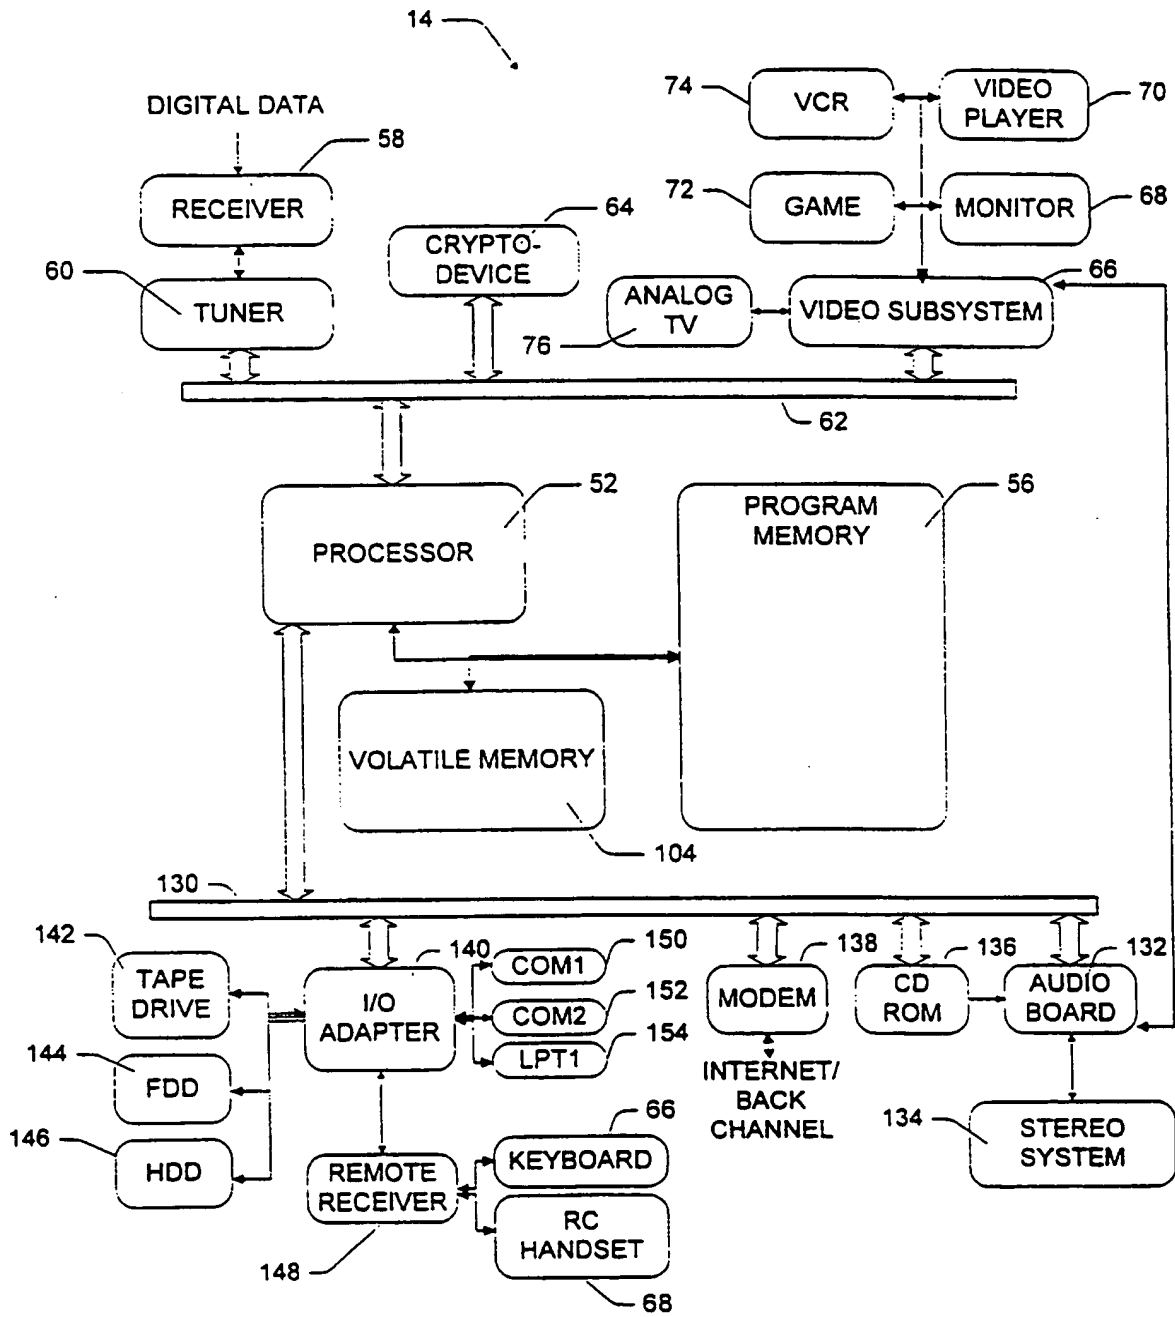 14
DIGITAL DATA
58
RECEIVER
60
TUNER
64
CRYPTO-
DEVICE
74
VCR
VIDEO
PLAYER
70
72
GAME
MONITOR
68
66
ANALOG
TV
76
VIDEO SUBSYSTEM
62
52
PROCESSOR
56
PROGRAM
MEMORY
VOLATILE MEMORY
104
130
142
TAPE
DRIVE
144
FDD
146
HDD
140
I/O
ADAPTER
150
COM1
152
COM2
154
LPT1
138
MODEM
INTERNET/
BACK
CHANNEL
136
CD
ROM
132
AUDIO
BOARD
134
STEREO
SYSTEM
REMOTE
RECEIVER
148
66
KEYBOARD
RC
HANDSET
68